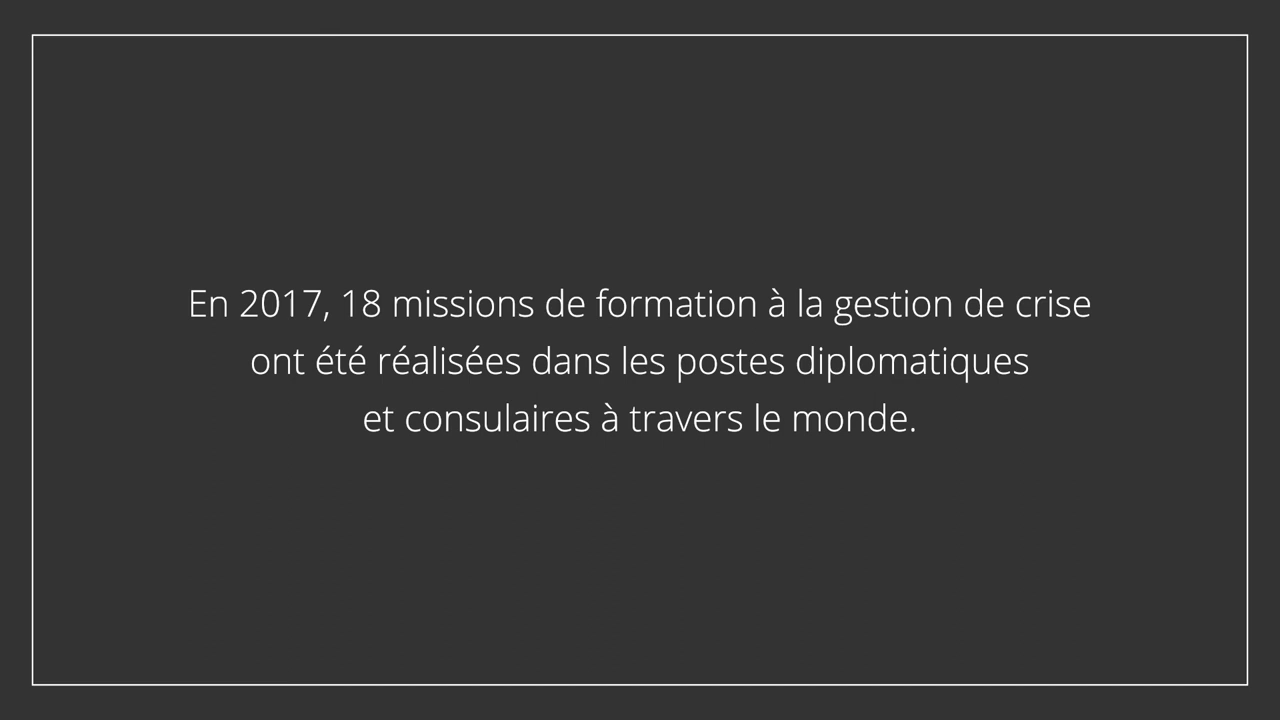 En 2017, 18 missions de formation à la gestion de crise
ont été réalisées dans les postes diplomatiques
et consulaires à travers le monde.